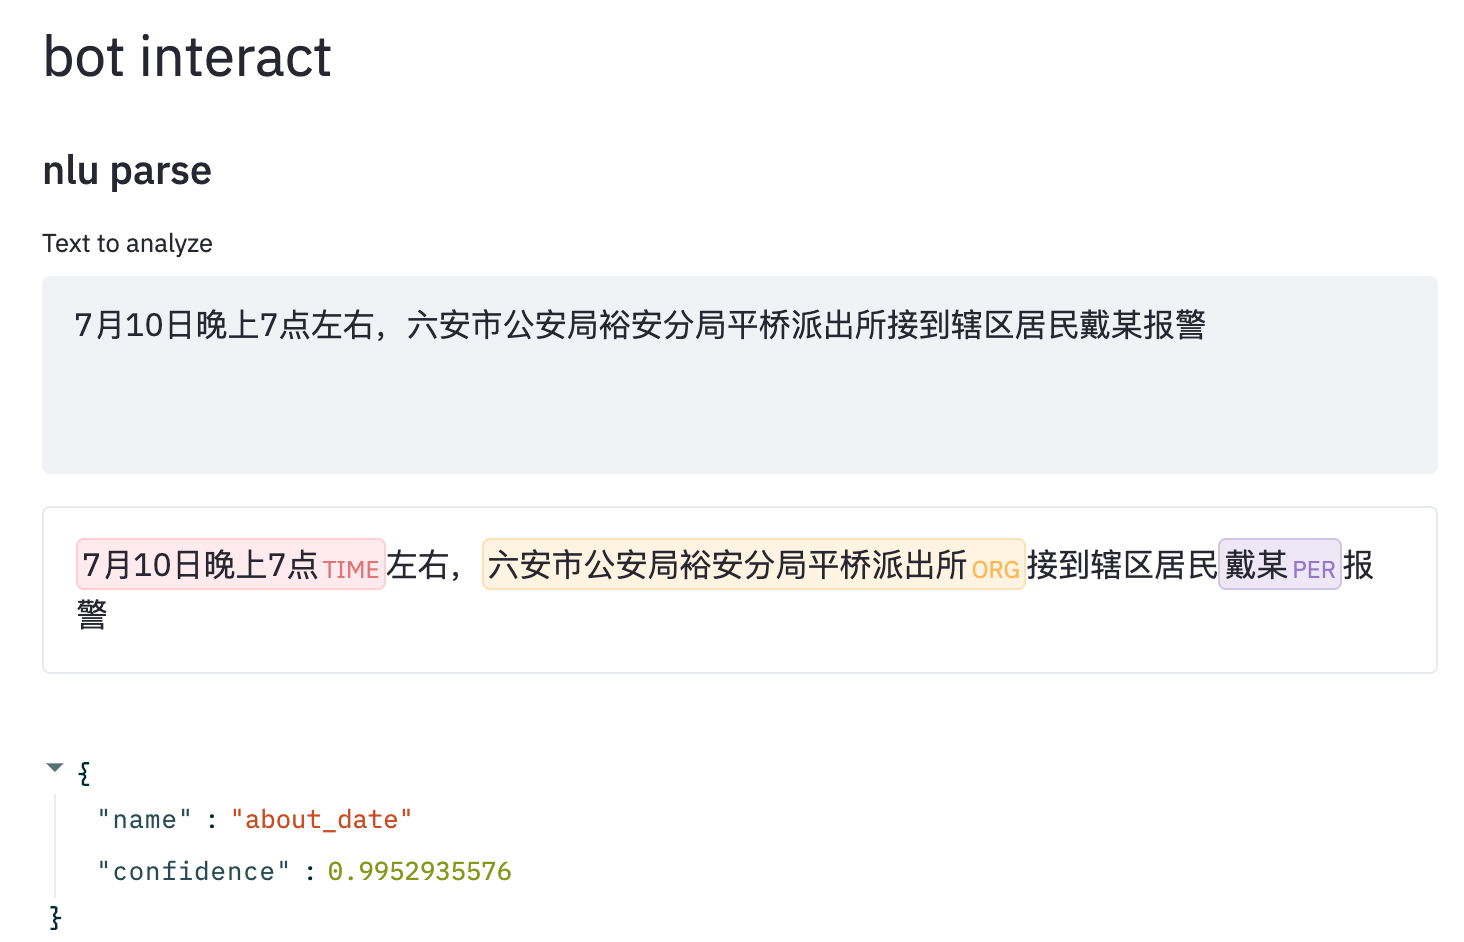 bot interact
nlu parse
Text to analyze
7月10日晚上7点左右，六安市公安局裕安分局平桥派出所接到辖区居民戴某报警
7月10日晚上7点 TIME 左右，六安市公安局裕安分局平桥派出所 ORG 接到辖区居民 戴某 PER 报
警
{
"name" : "about_date"
"confidence" : 0.9952935576
}